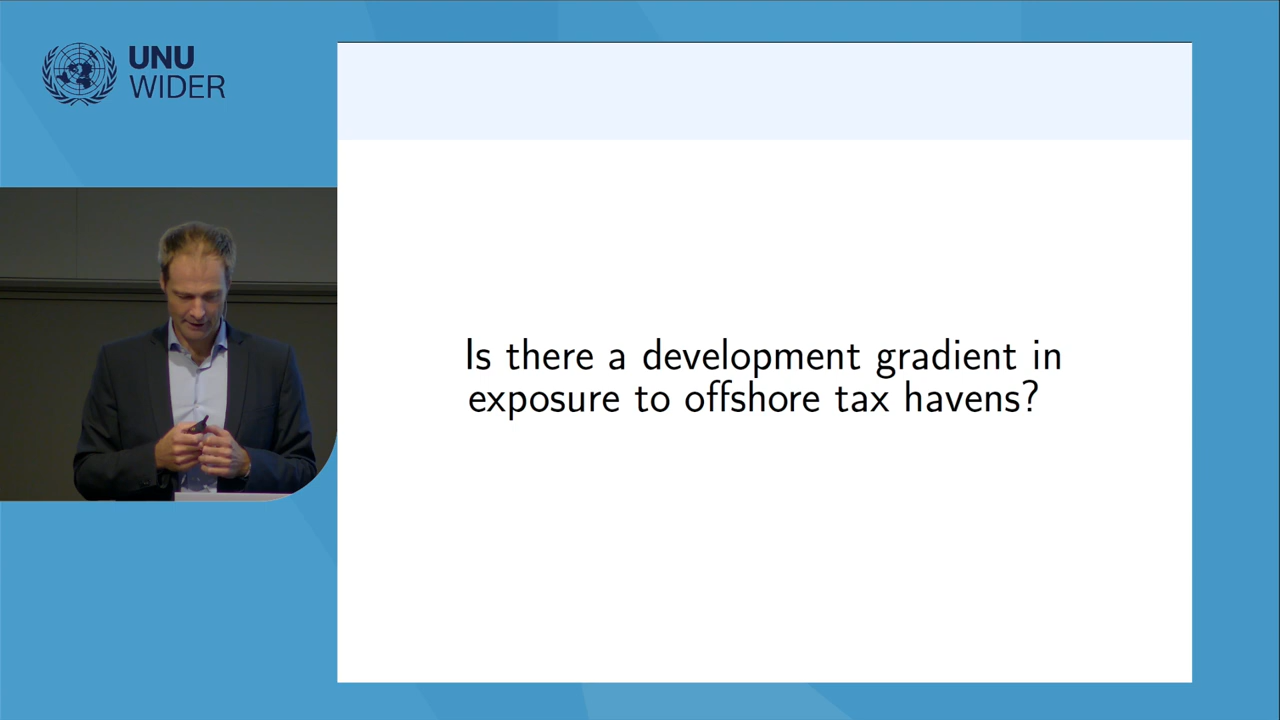 UNU
WIDER
Is there a development gradient in
exposure to offshore tax havens?